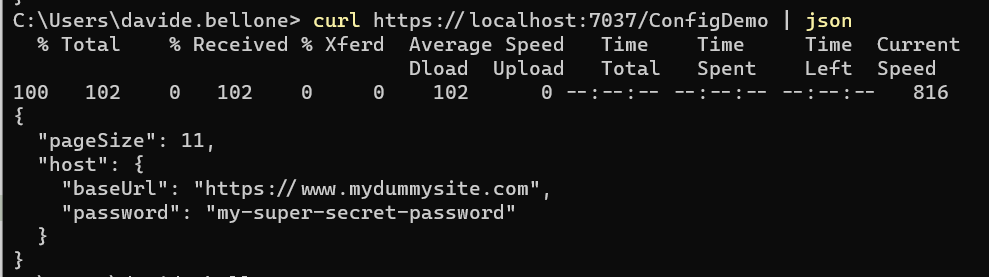 }
C:\Users\davide.bellone> curl https://localhost:7037/ConfigDemo | json
  % Total    % Received % Xferd  Average Speed   Time    Time     Time  Current
                                 Dload  Upload   Total   Spent    Left  Speed
100   102    0   102    0     0    102      0 --:--:-- --:--:-- --:--:--   816
{
  "pageSize": 11,
  "host": {
    "baseUrl": "https://www.mydummysite.com",
    "password": "my-super-secret-password"
  }
}